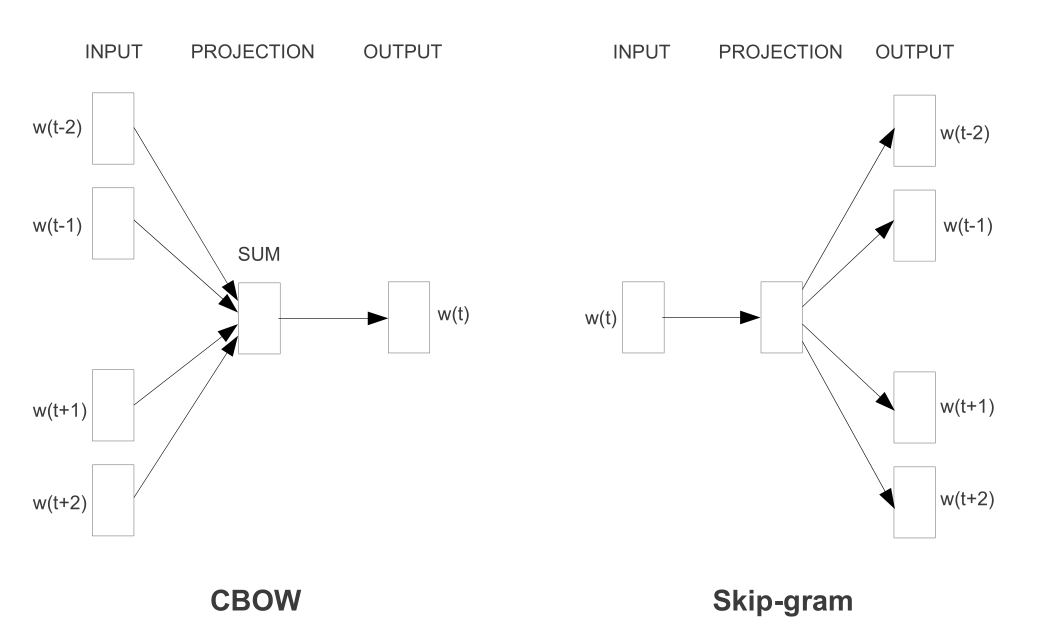 INPUT PROJECTION OUTPUT
w(t-2)
w(t-1)
SUM
w(t)
w(t+1)
w(t+2)
CBOW
INPUT PROJECTION OUTPUT
w(t-2)
w(t-1)
w(t)
w(t+1)
w(t+2)
Skip-gram